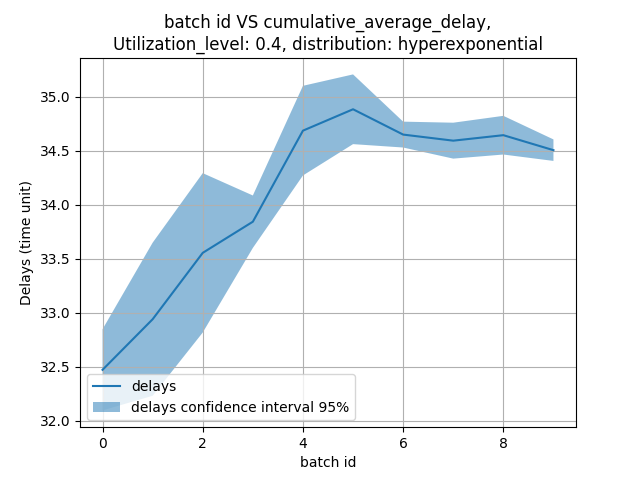 batch id VS cumulative_average_delay,
Utilization_level: 0.4, distribution: hyperexponential
Delays (time unit)
35.0
34.5
34.0
33.5
33.0
32.5
32.0
delays
delays confidence interval 95%
0 2 4 6 8
batch id